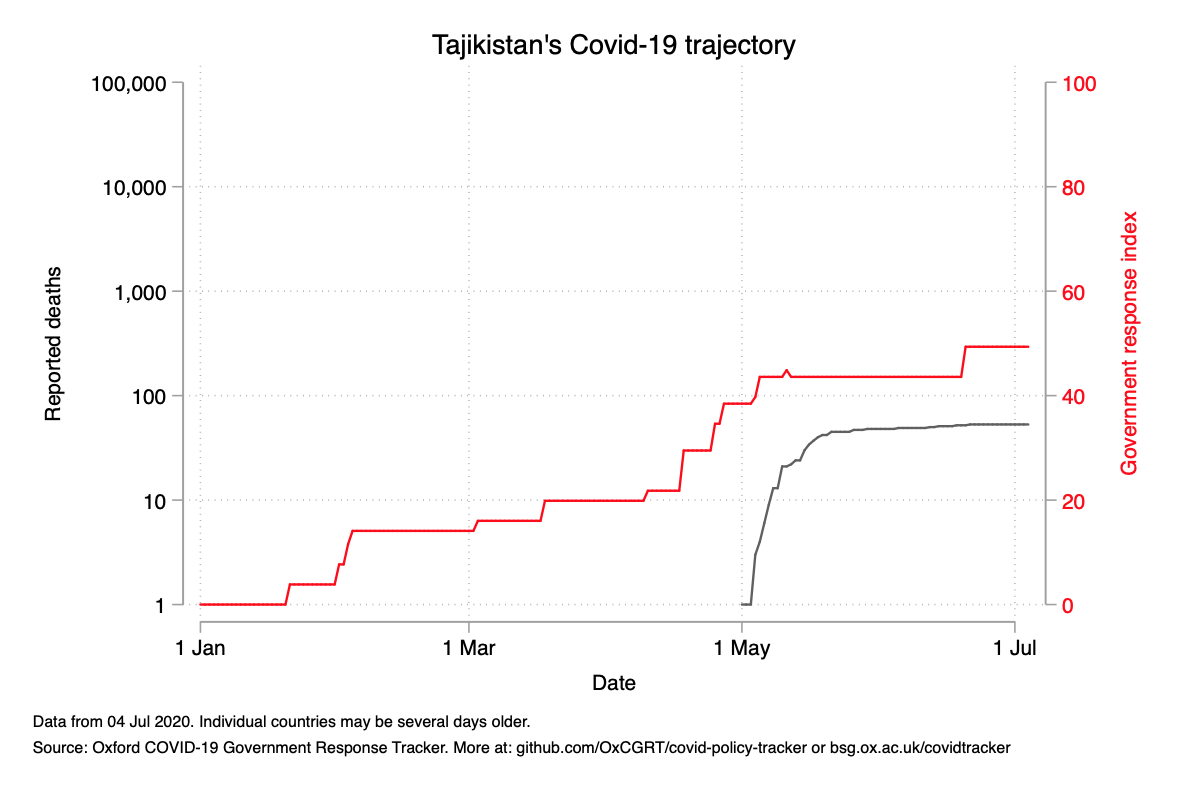 Tajikistan's Covid-19 trajectory
100,000
10,000
1,000
100
10
1
Reported deaths
100
80
60
40
20
0
Government response index
1 Jan
1 Mar
1 May
1 Jul
Date
Data from 04 Jul 2020. Individual countries may be several days older.
Source: Oxford COVID-19 Government Response Tracker. More at: github.com/OxCGRT/covid-policy-tracker or bsg.ox.ac.uk/covidtracker